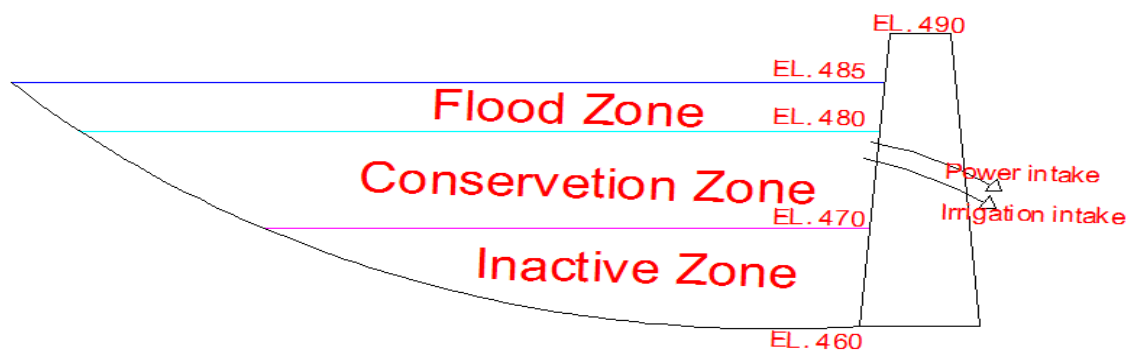 EL.490
EL.485
Flood Zone
EL.480
Conservetion Zone
Power intake
Irrigation intake
EL.470
Inactive Zone
EL.460